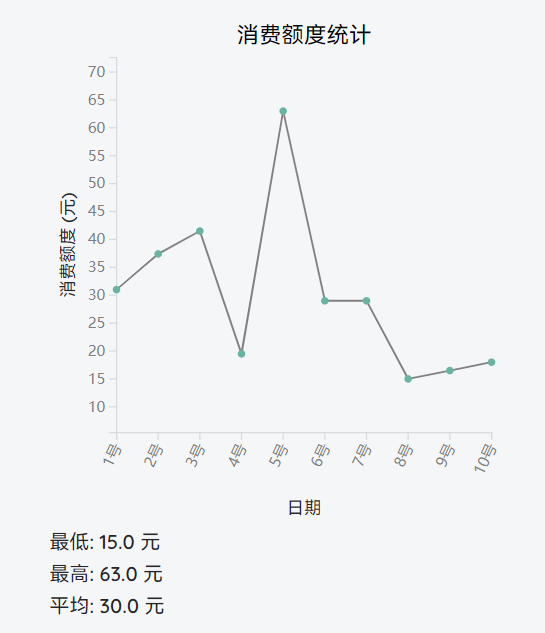 消费额度统计
70
65
60
55
50
45
40
35
30
25
20
15
10
消费额度 (元)
1号
2号
3号
4号
5号
6号
7号
8号
9号
10号
日期
最低: 15.0 元
最高: 63.0 元
平均: 30.0 元